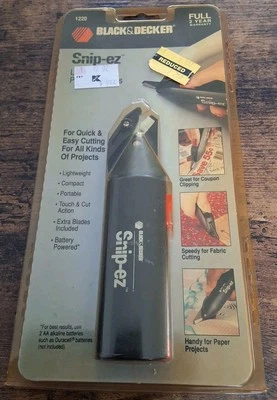 1220
BLACK&DECKER
FULL
2 YEAR
WARRANTY
Snip-ez
REDUCED
For Quick &
Easy Cutting
For All Kinds
Of Projects
• Lightweight
• Compact
• Portable
• Touch & Cut
Action
• Extra Blades
Included
• Battery
Powered*
Great for Coupon
Clipping
Speedy for Fabric
Cutting
Handy for Paper
Projects
BLACK&DECKER
Snip-ez
*For best results, use
2 AA alkaline batteries
such as Duracell batteries
(not included)